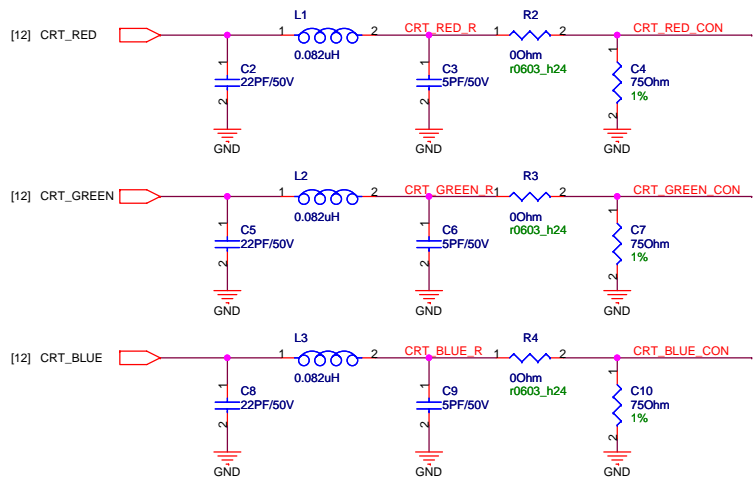 L1 CRT_RED_R R2 CRT_RED_CON
[12] CRT_RED 1 2 1 2
0.082uH 0Ohm
r0603_h24
1 C2 1 C3 1 C4
22PF/50V 5PF/50V 75Ohm
2 2 2 1%
GND GND GND
L2 CRT_GREEN_R R3 CRT_GREEN_CON
[12] CRT_GREEN 1 2 1 2
0.082uH 0Ohm
r0603_h24
1 C5 1 C6 1 C7
22PF/50V 5PF/50V 75Ohm
2 2 2 1%
GND GND GND
L3 CRT_BLUE_R R4 CRT_BLUE_CON
[12] CRT_BLUE 1 2 1 2
0.082uH 0Ohm
r0603_h24
1 C8 1 C9 1 C10
22PF/50V 5PF/50V 75Ohm
2 2 2 1%
GND GND GND